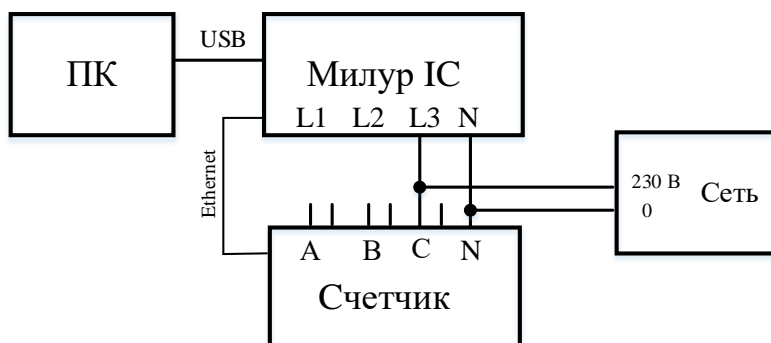 ПК
USB
Милур IC
L1 L2 L3 N
Ethernet
230 В
0
Сеть
A B C N
Счетчик